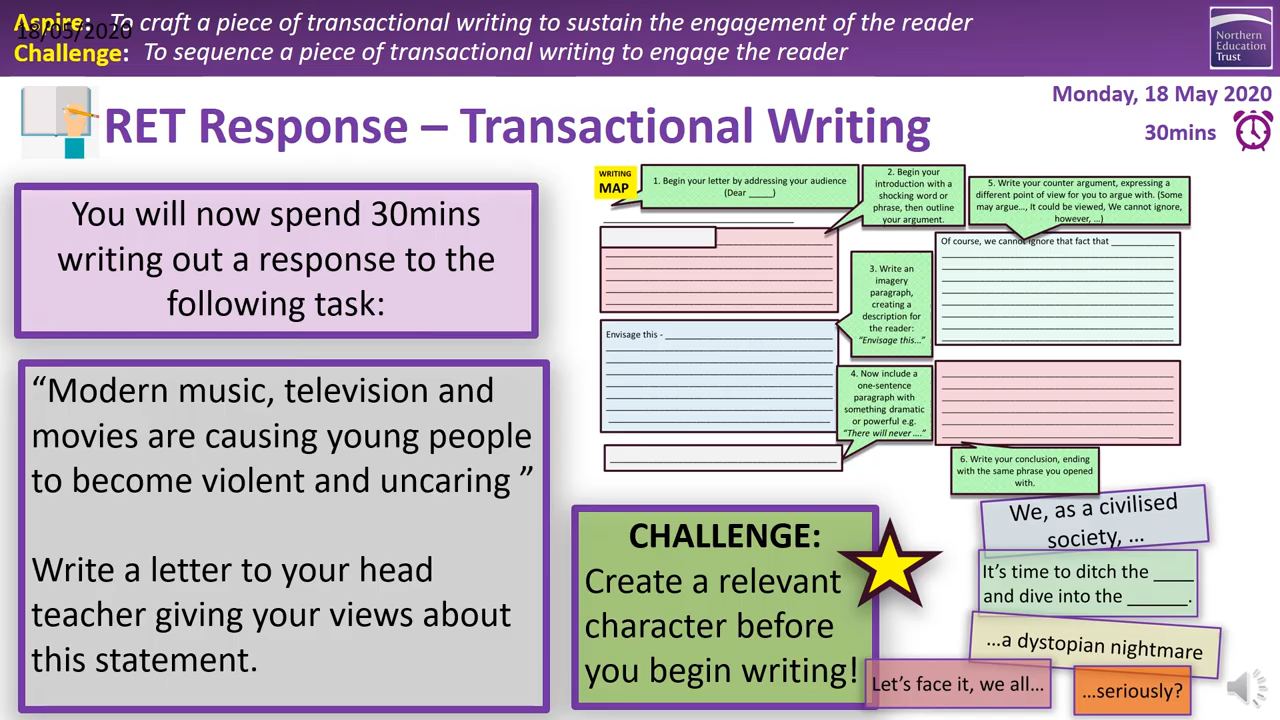 Aspire: To craft a piece of transactional writing to sustain the engagement of the reader
18/05/2020
Challenge: To sequence a piece of transactional writing to engage the reader
Northern
Education
Trust
Monday, 18 May 2020
RET Response – Transactional Writing
30mins
You will now spend 30mins
writing out a response to the
following task:
“Modern music, television and
movies are causing young people
to become violent and uncaring ”
Write a letter to your head
teacher giving your views about
this statement.
WRITING
MAP
1. Begin your letter by addressing your audience
(Dear _____)
2. Begin your
introduction with a
shocking word or
phrase, then outline
your argument.
Envisage this - 
3. Write an
imagery
paragraph,
creating a
description for
the reader:
“Envisage this…”
4. Now include a
one-sentence
paragraph with
something dramatic
or powerful e.g.
“There will never ….”
5. Write your counter argument, expressing a
different point of view for you to argue with. (Some
may argue…, It could be viewed, We cannot ignore,
however, …)
Of course, we cannot ignore that fact that
6. Write your conclusion, ending
with the same phrase you opened
with.
CHALLENGE:
Create a relevant
character before
you begin writing!
We, as a civilised
society, …
It’s time to ditch the ____
and dive into the ______.
…a dystopian nightmare
Let’s face it, we all…
…seriously?